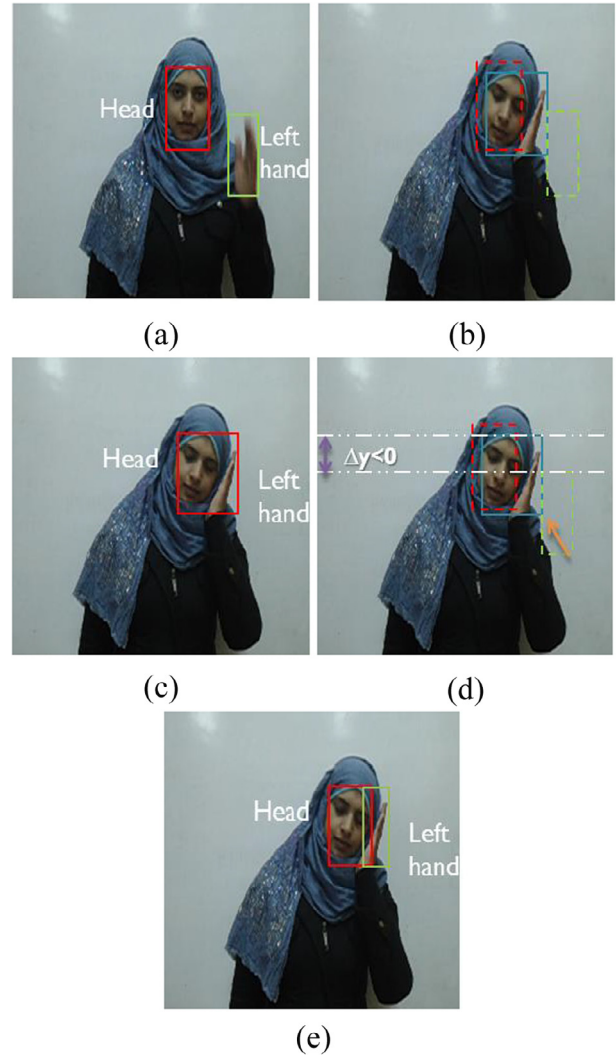 Head
Left
hand
(a)
(b)
Head
Left
hand
(c)
Δy<0
(d)
Head
Left
hand
(e)